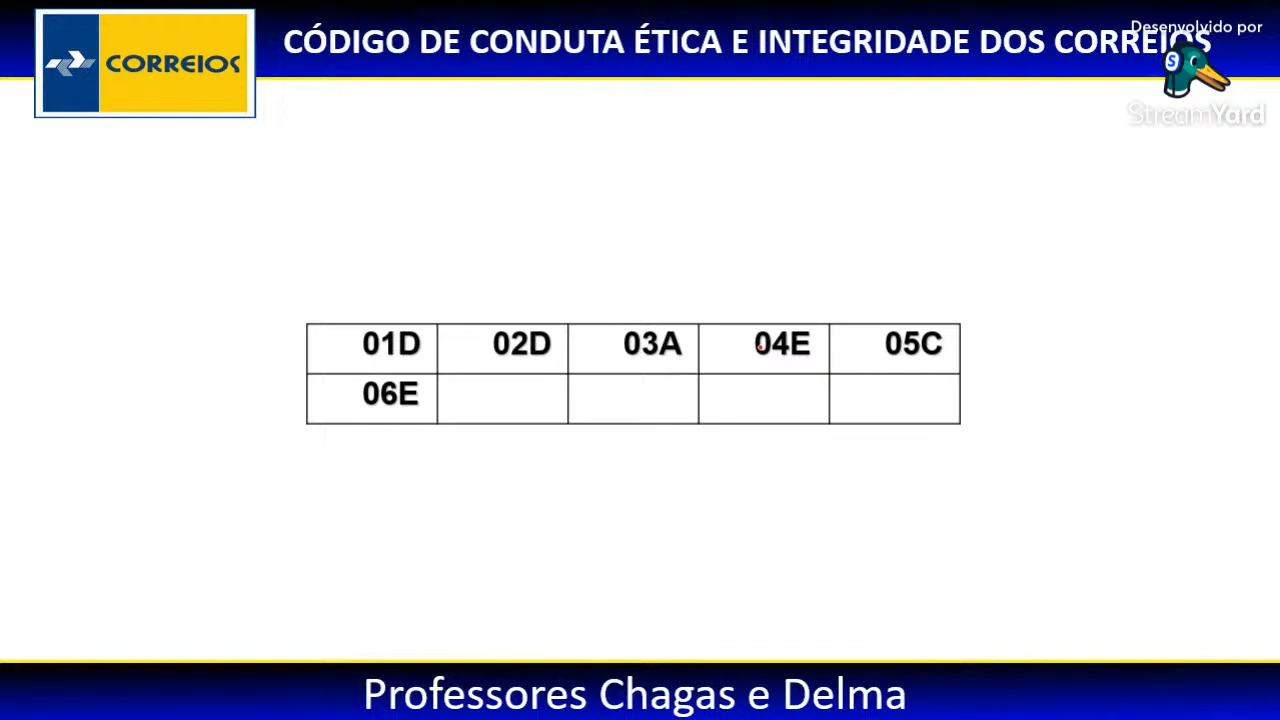 Desenvolvido por
CÓDIGO DE CONDUTA ÉTICA E INTEGRIDADE DOS CORREIOS
CORREIOS
S
StreamYard
01D 02D 03A 04E 05C
06E
Professores Chagas e Delma